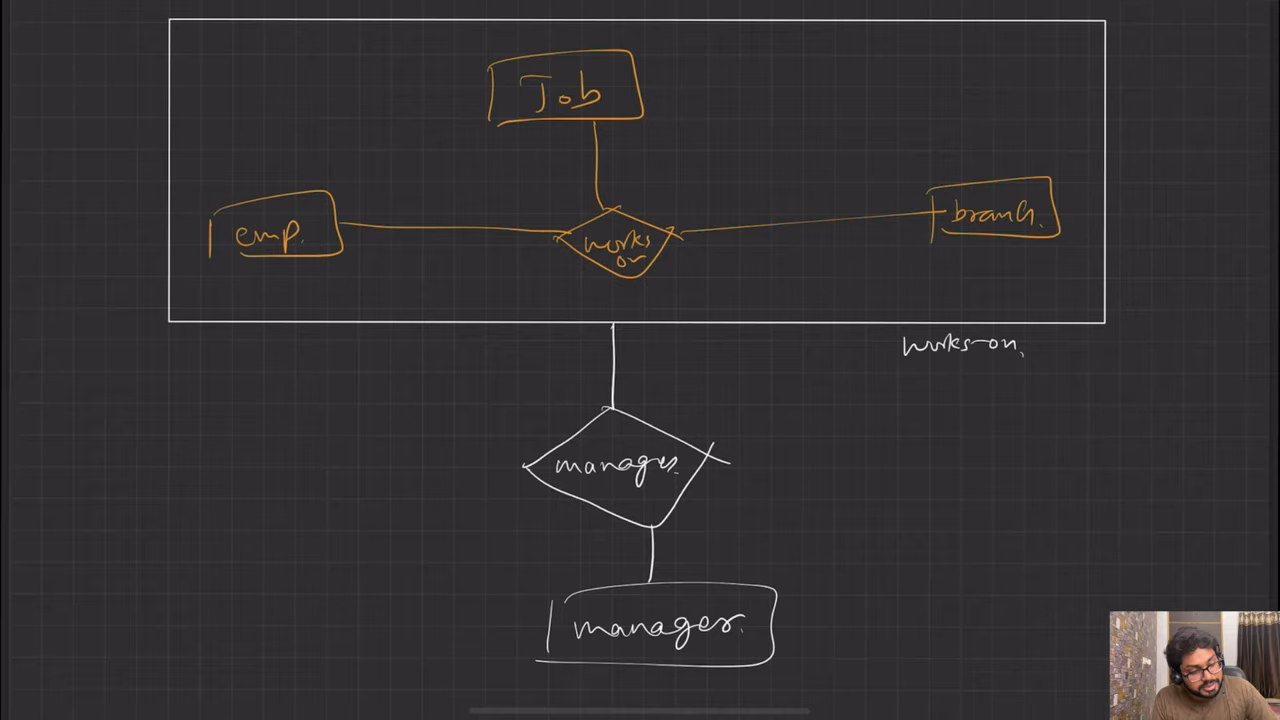 Job
emp.
works
on
branch.
works-on.
manages.
manager.